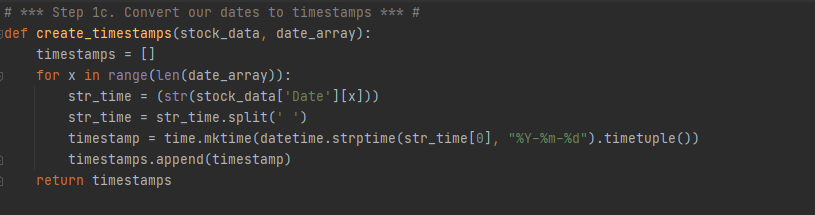 # *** Step 1c. Convert our dates to timestamps *** #
def create_timestamps(stock_data, date_array):
    timestamps = []
    for x in range(len(date_array)):
        str_time = (str(stock_data['Date'][x]))
        str_time = str_time.split(' ')
        timestamp = time.mktime(datetime.strptime(str_time[0], "%Y-%m-%d").timetuple())
        timestamps.append(timestamp)
    return timestamps